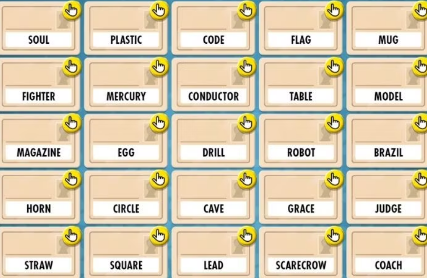 SOUL
PLASTIC
CODE
FLAG
MUG
FIGHTER
MERCURY
CONDUCTOR
TABLE
MODEL
MAGAZINE
EGG
DRILL
ROBOT
BRAZIL
HORN
CIRCLE
CAVE
GRACE
JUDGE
STRAW
SQUARE
LEAD
SCARECROW
COACH